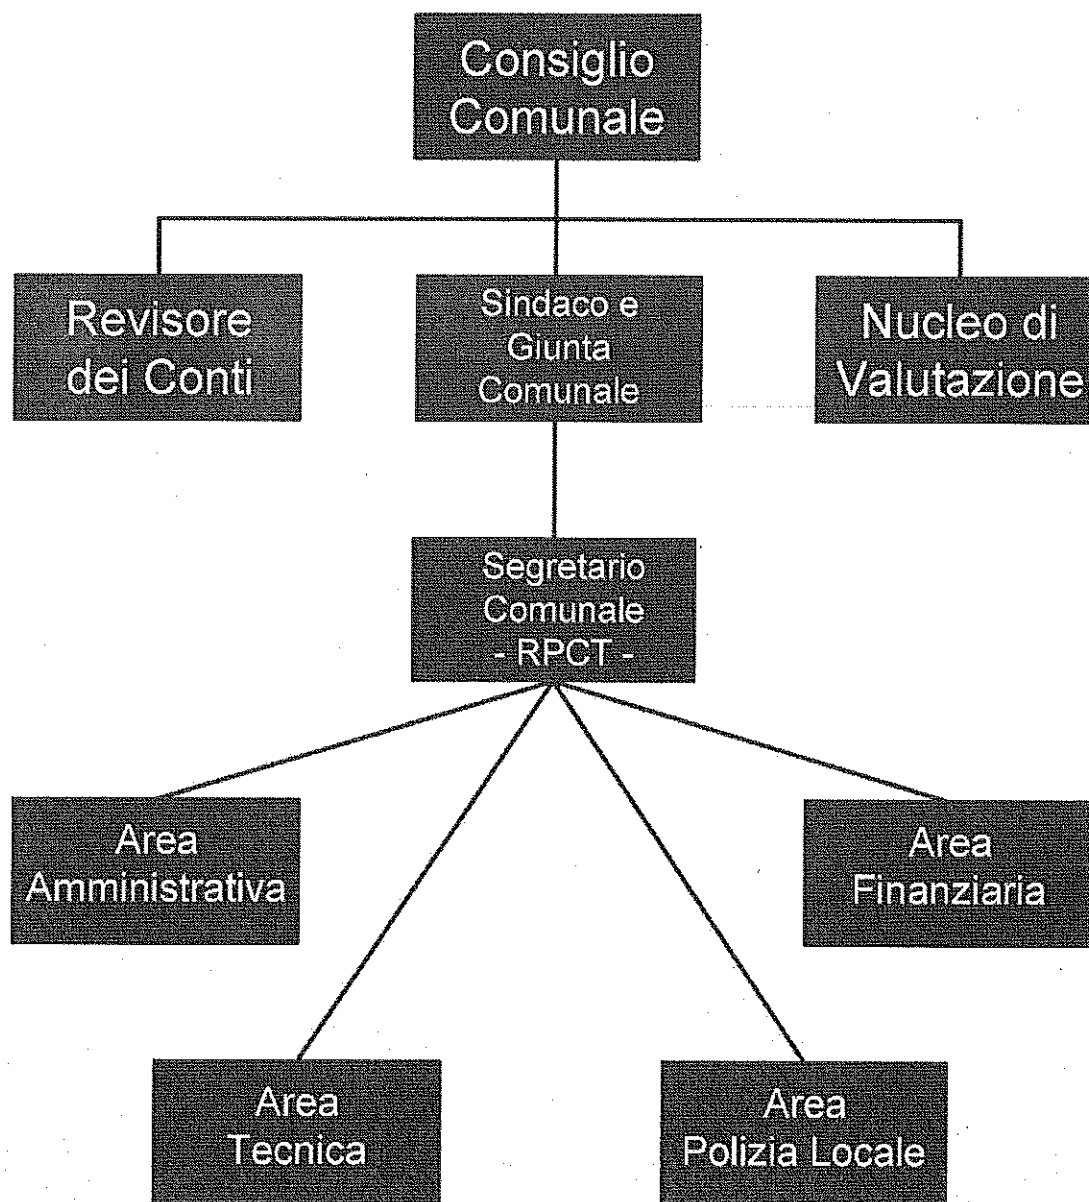 Consiglio
Comunale
Revisore
dei Conti
Sindaco e
Giunta
Comunale
Nucleo di
Valutazione
Segretario
Comunale
- RPCT -
Area
Amministrativa
Area
Finanziaria
Area
Tecnica
Area
Polizia Locale